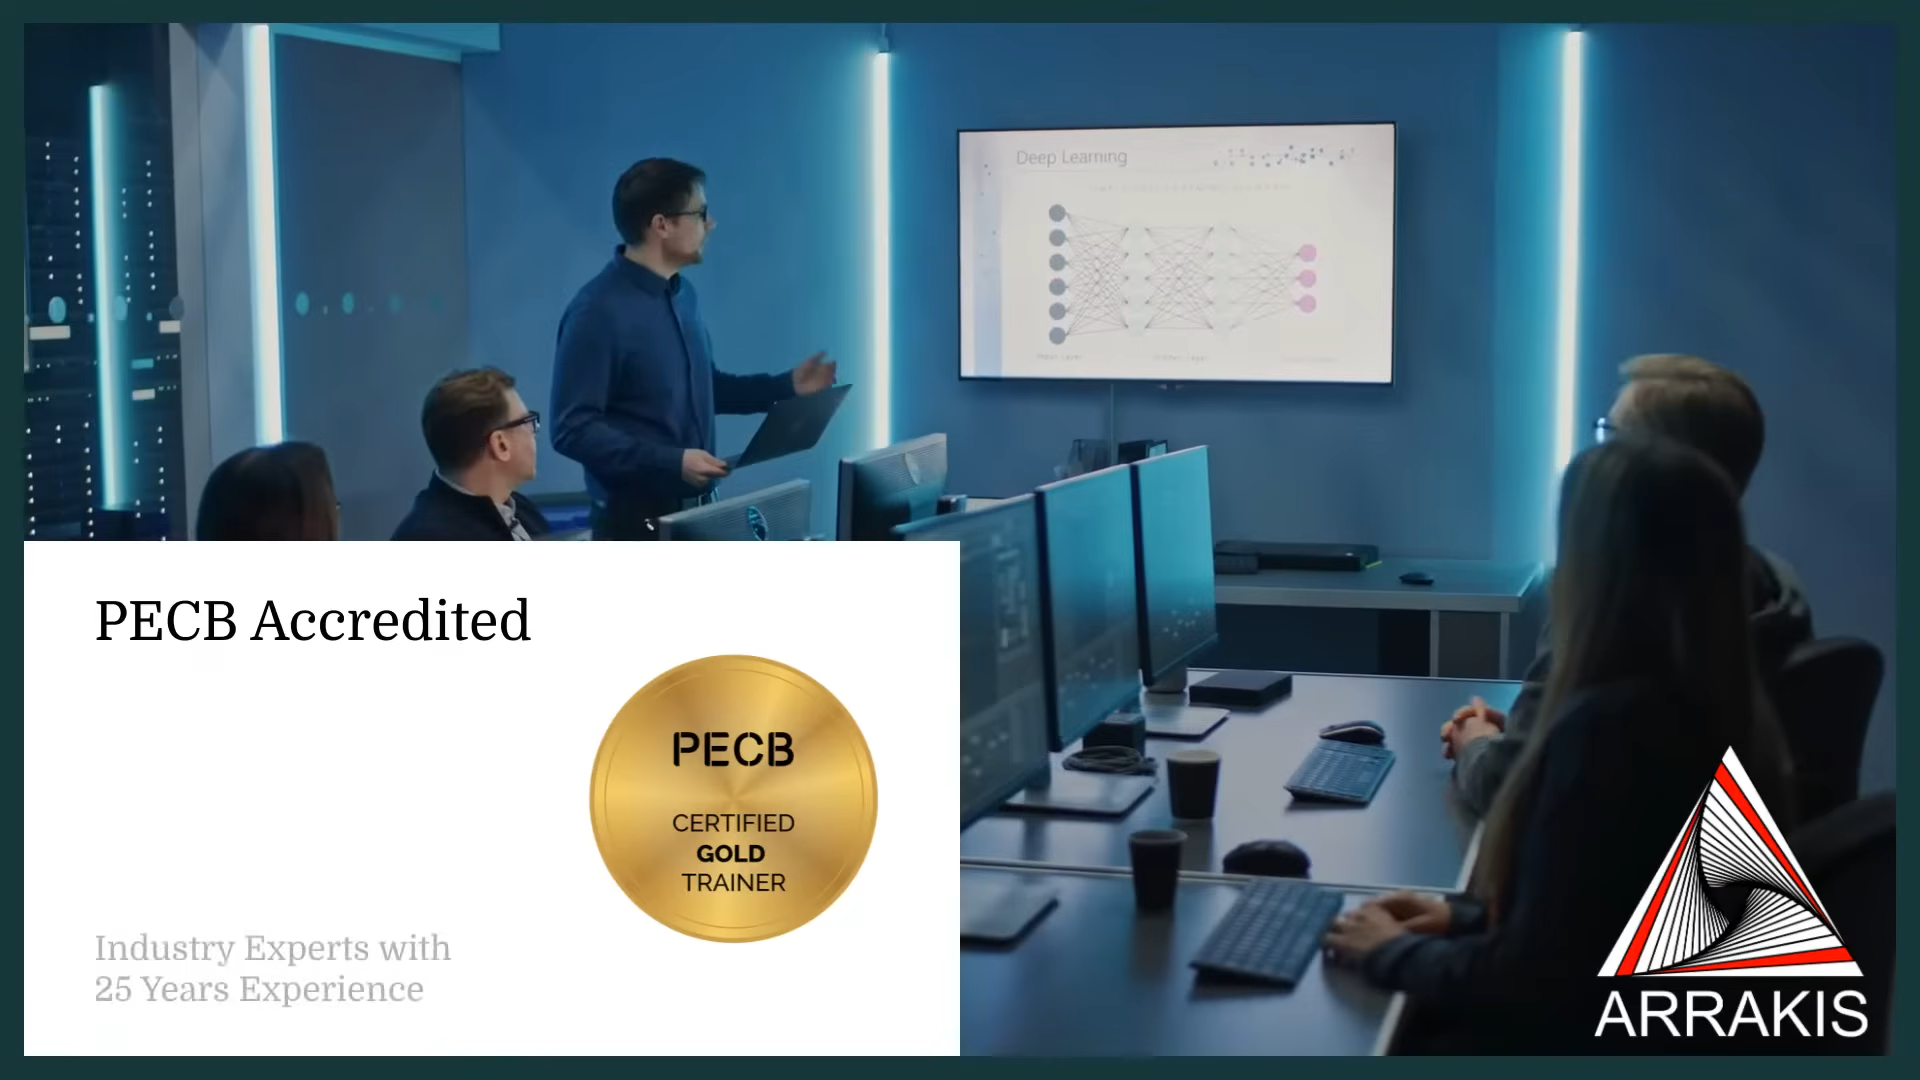 Deep Learning
PECB Accredited
PECB
CERTIFIED
GOLD
TRAINER
Industry Experts with
25 Years Experience
ARRAKIS